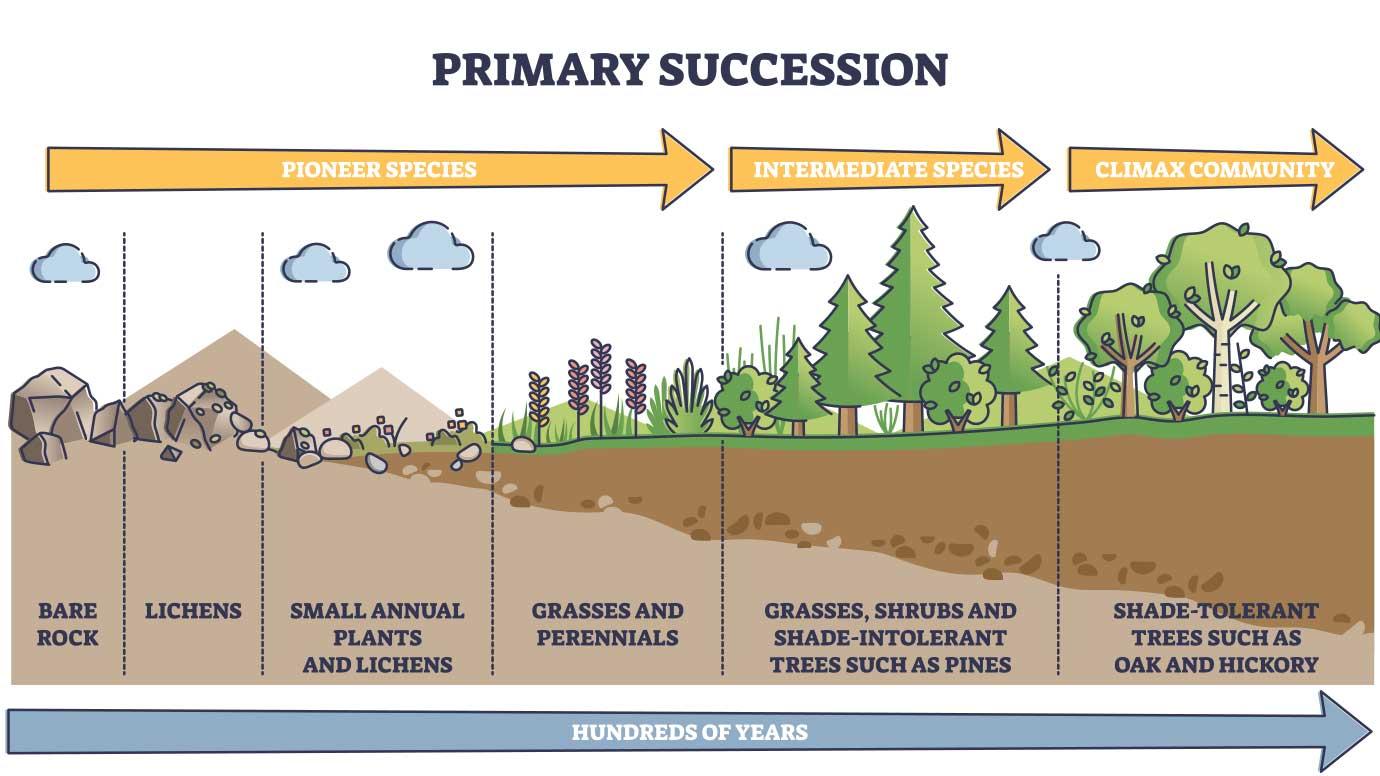 PRIMARY SUCCESSION
PIONEER SPECIES
INTERMEDIATE SPECIES
CLIMAX COMMUNITY
BARE
ROCK
LICHENS
SMALL ANNUAL
PLANTS
AND LICHENS
GRASSES AND
PERENNIALS
GRASSES, SHRUBS AND
SHADE-INTOLERANT
TREES SUCH AS PINES
SHADE-TOLERANT
TREES SUCH AS
OAK AND HICKORY
HUNDREDS OF YEARS